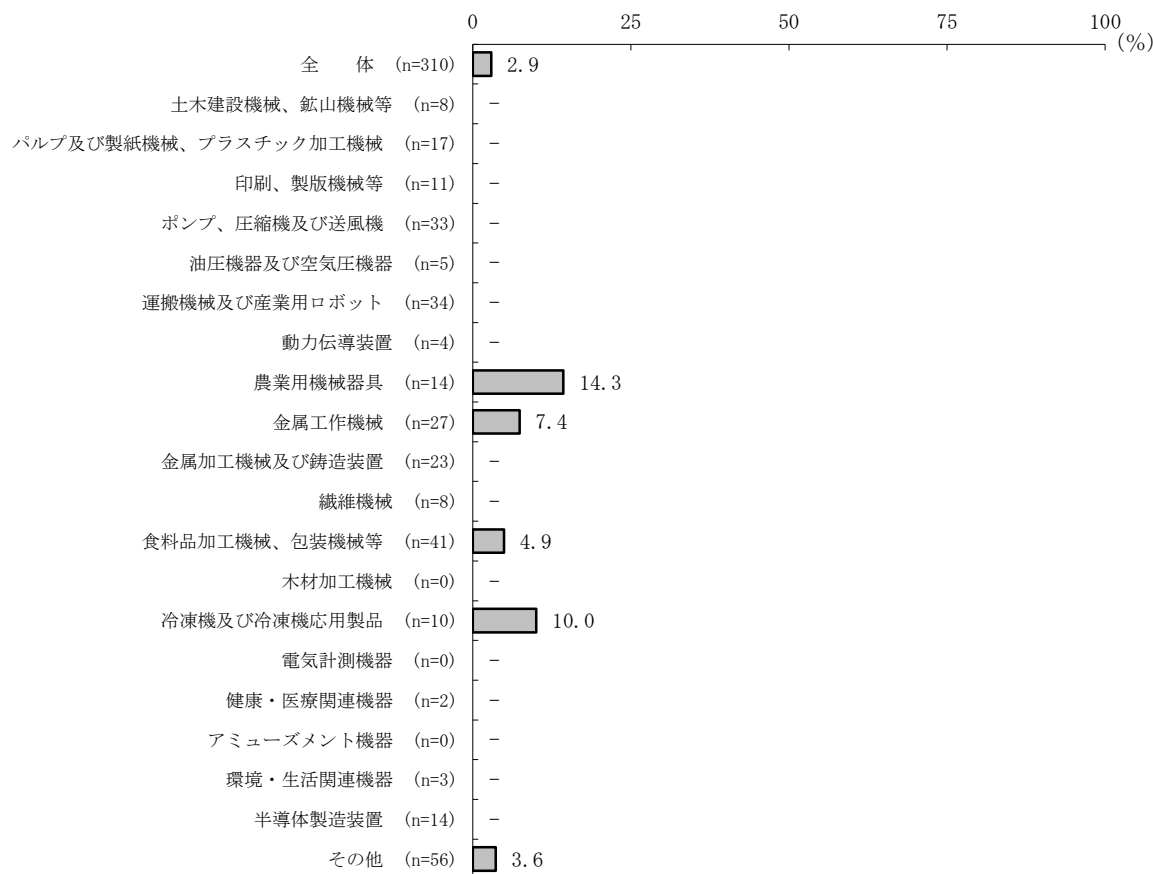 0 25 50 75 100
(%)
全　　体 (n=310) 2.9
土木建設機械、鉱山機械等 (n=8) −
パルプ及び製紙機械、プラスチック加工機械 (n=17) −
印刷、製版機械等 (n=11) −
ポンプ、圧縮機及び送風機 (n=33) −
油圧機器及び空気圧機器 (n=5) −
運搬機械及び産業用ロボット (n=34) −
動力伝導装置 (n=4) −
農業用機械器具 (n=14) 14.3
金属工作機械 (n=27) 7.4
金属加工機械及び鋳造装置 (n=23) −
繊維機械 (n=8) −
食料品加工機械、包装機械等 (n=41) 4.9
木材加工機械 (n=0) −
冷凍機及び冷凍機応用製品 (n=10) 10.0
電気計測機器 (n=0) −
健康・医療関連機器 (n=2) −
アミューズメント機器 (n=0) −
環境・生活関連機器 (n=3) −
半導体製造装置 (n=14) −
その他 (n=56) 3.6